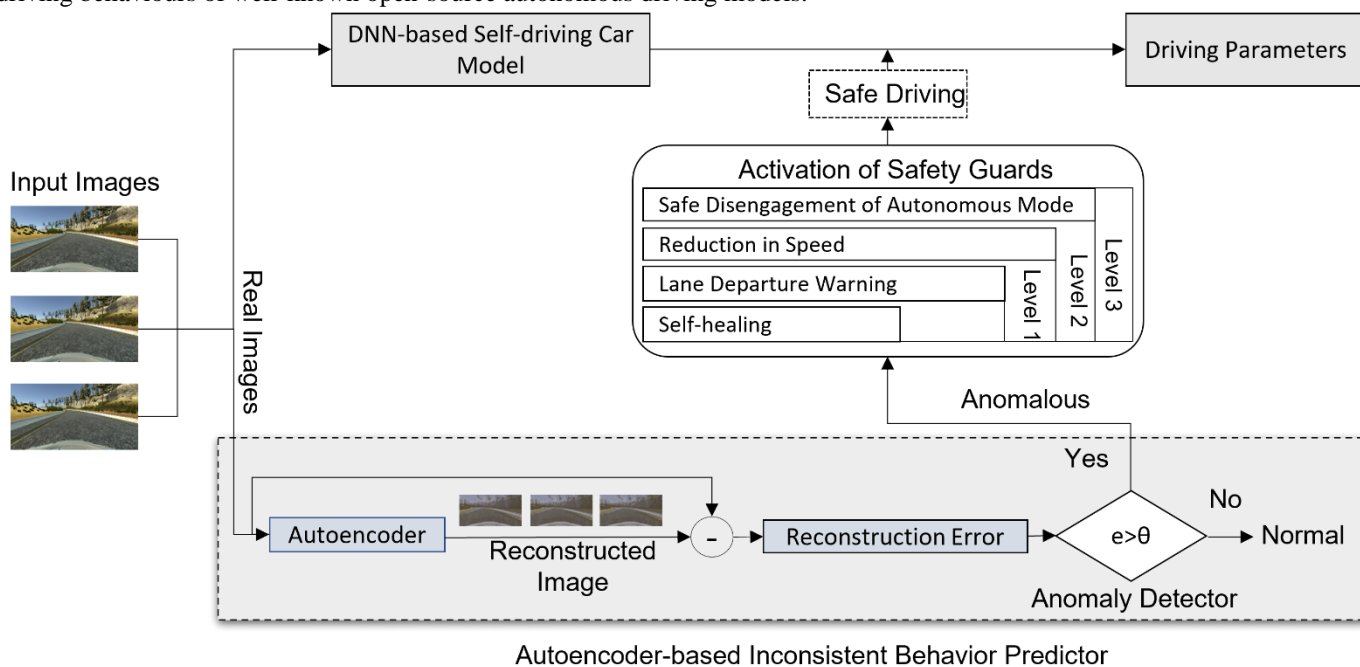 driving behaviours of well-known open-source autonomous driving models.
DNN-based Self-driving Car
Model
Driving Parameters
Safe Driving
Activation of Safety Guards
Safe Disengagement of Autonomous Mode
Reduction in Speed
Lane Departure Warning
Self-healing
Level 1
Level 2
Level 3
Input Images
Real Images
Anomalous
Yes
No
Autoencoder
Reconstructed
Image
-
Reconstruction Error
e>θ
Normal
Anomaly Detector
Autoencoder-based Inconsistent Behavior Predictor